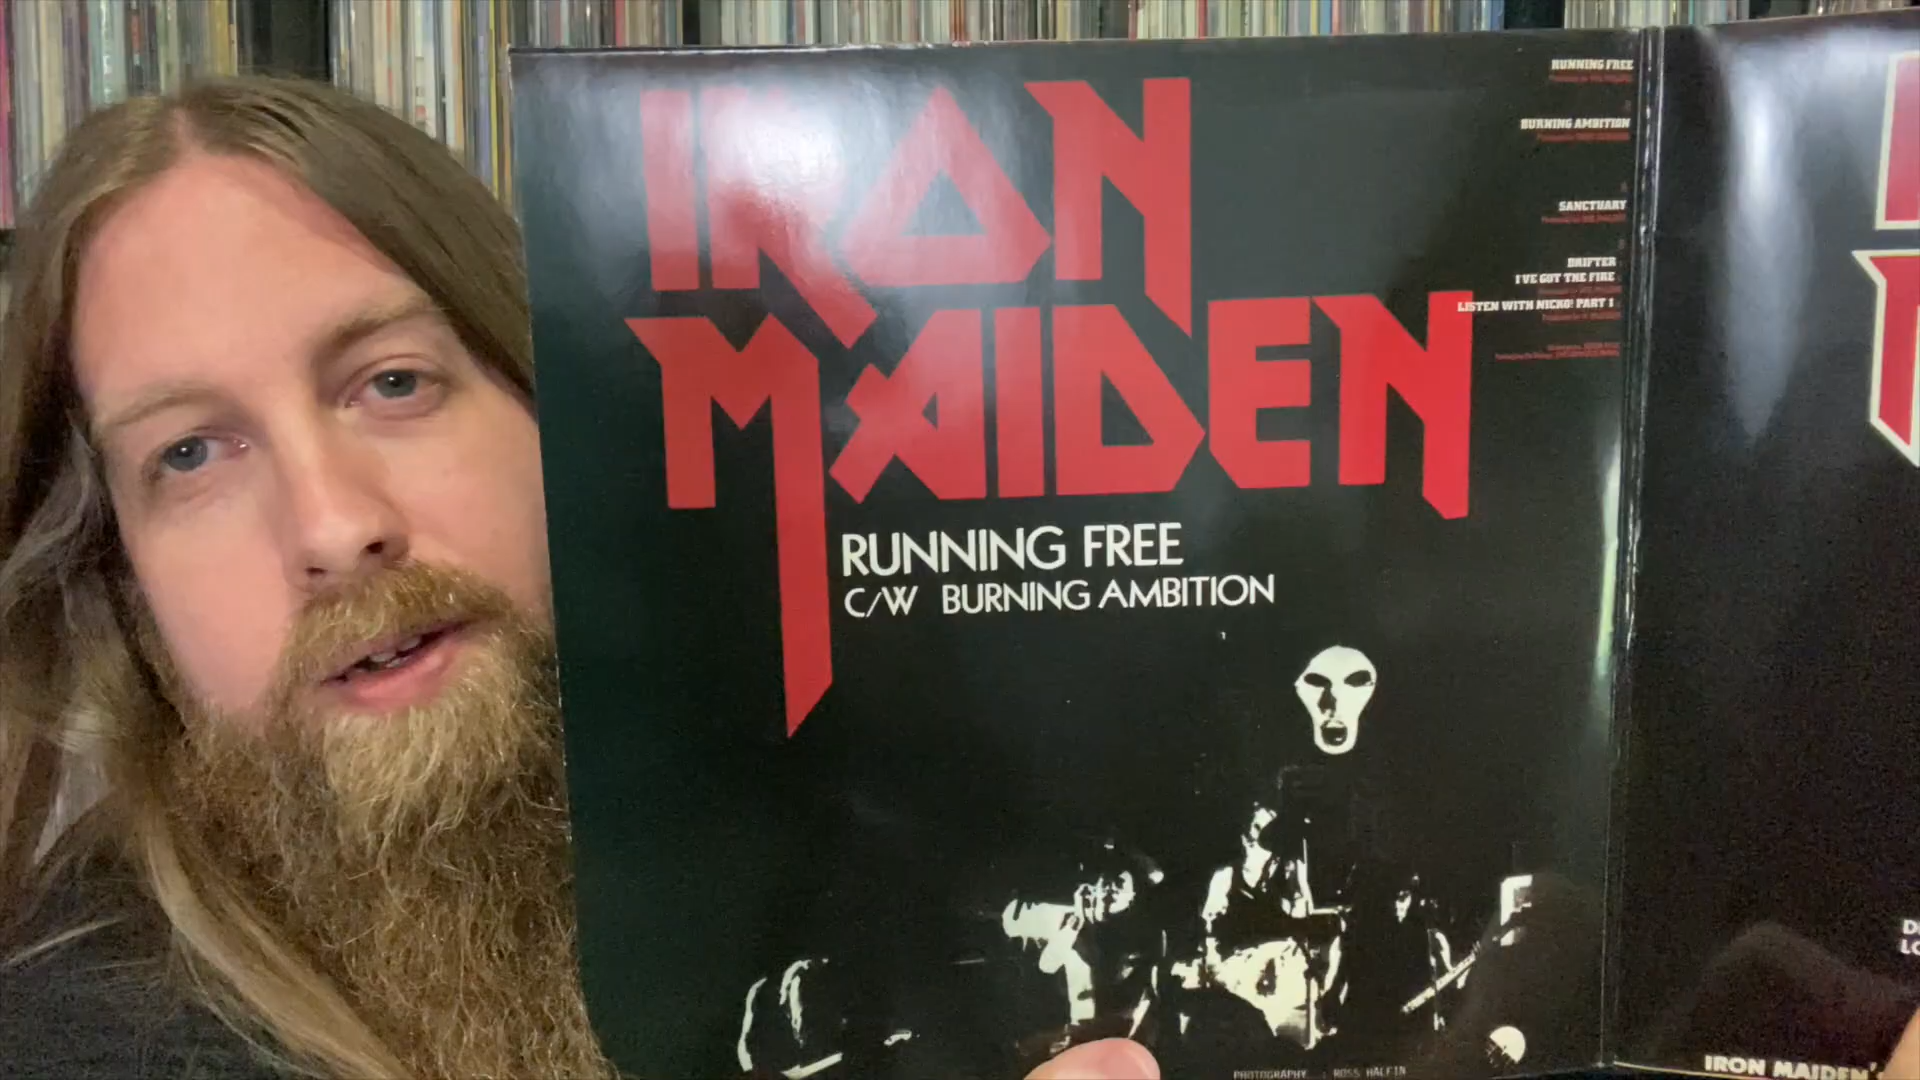 IRON
MAIDEN
RUNNING FREE
C/W BURNING AMBITION
RUNNING FREE
BURNING AMBITION
SANCTUARY
DRIFTER
I'VE GOT THE FIRE
LISTEN WITH NICKO! PART 1
PHOTOGRAPHY : ROSS HALFIN
IRON MAIDEN'